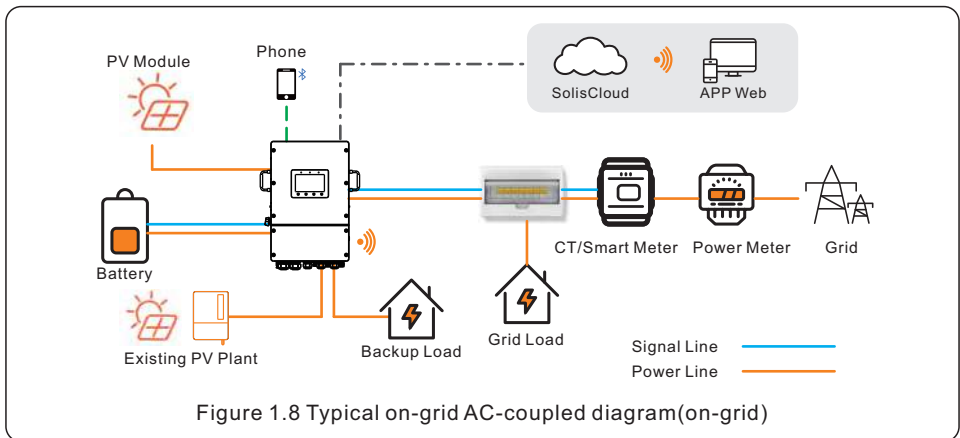 Phone
PV Module
SolisCloud
APP Web
CT/Smart Meter
Power Meter
Grid
Battery
Existing PV Plant
Backup Load
Grid Load
Signal Line
Power Line
Figure 1.8 Typical on-grid AC-coupled diagram(on-grid)